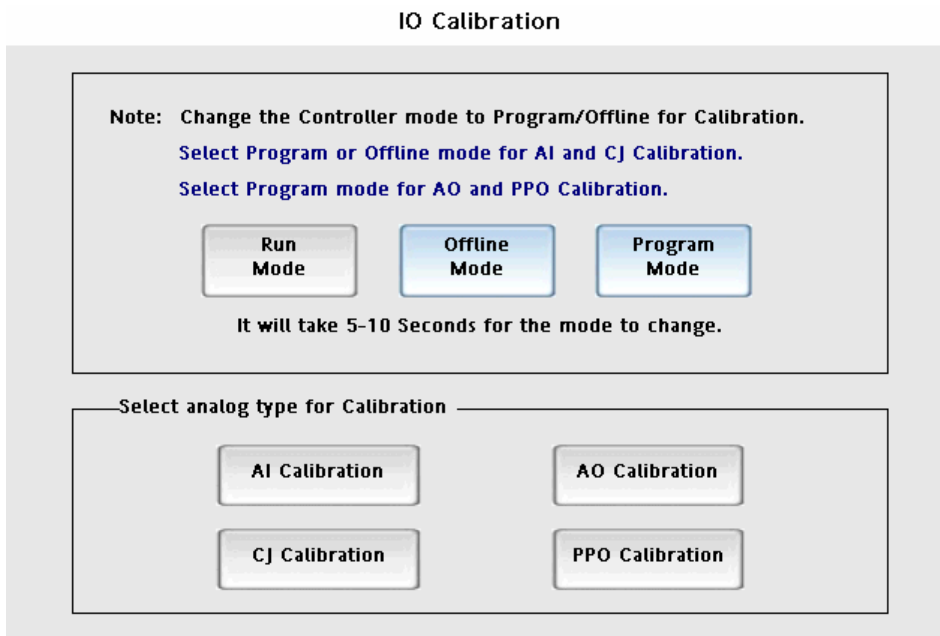 IO Calibration
Note: Change the Controller mode to Program/Offline for Calibration.
Select Program or Offline mode for AI and CJ Calibration.
Select Program mode for AO and PPO Calibration.
Run
Mode
Offline
Mode
Program
Mode
It will take 5-10 Seconds for the mode to change.
Select analog type for Calibration
AI Calibration
AO Calibration
CJ Calibration
PPO Calibration